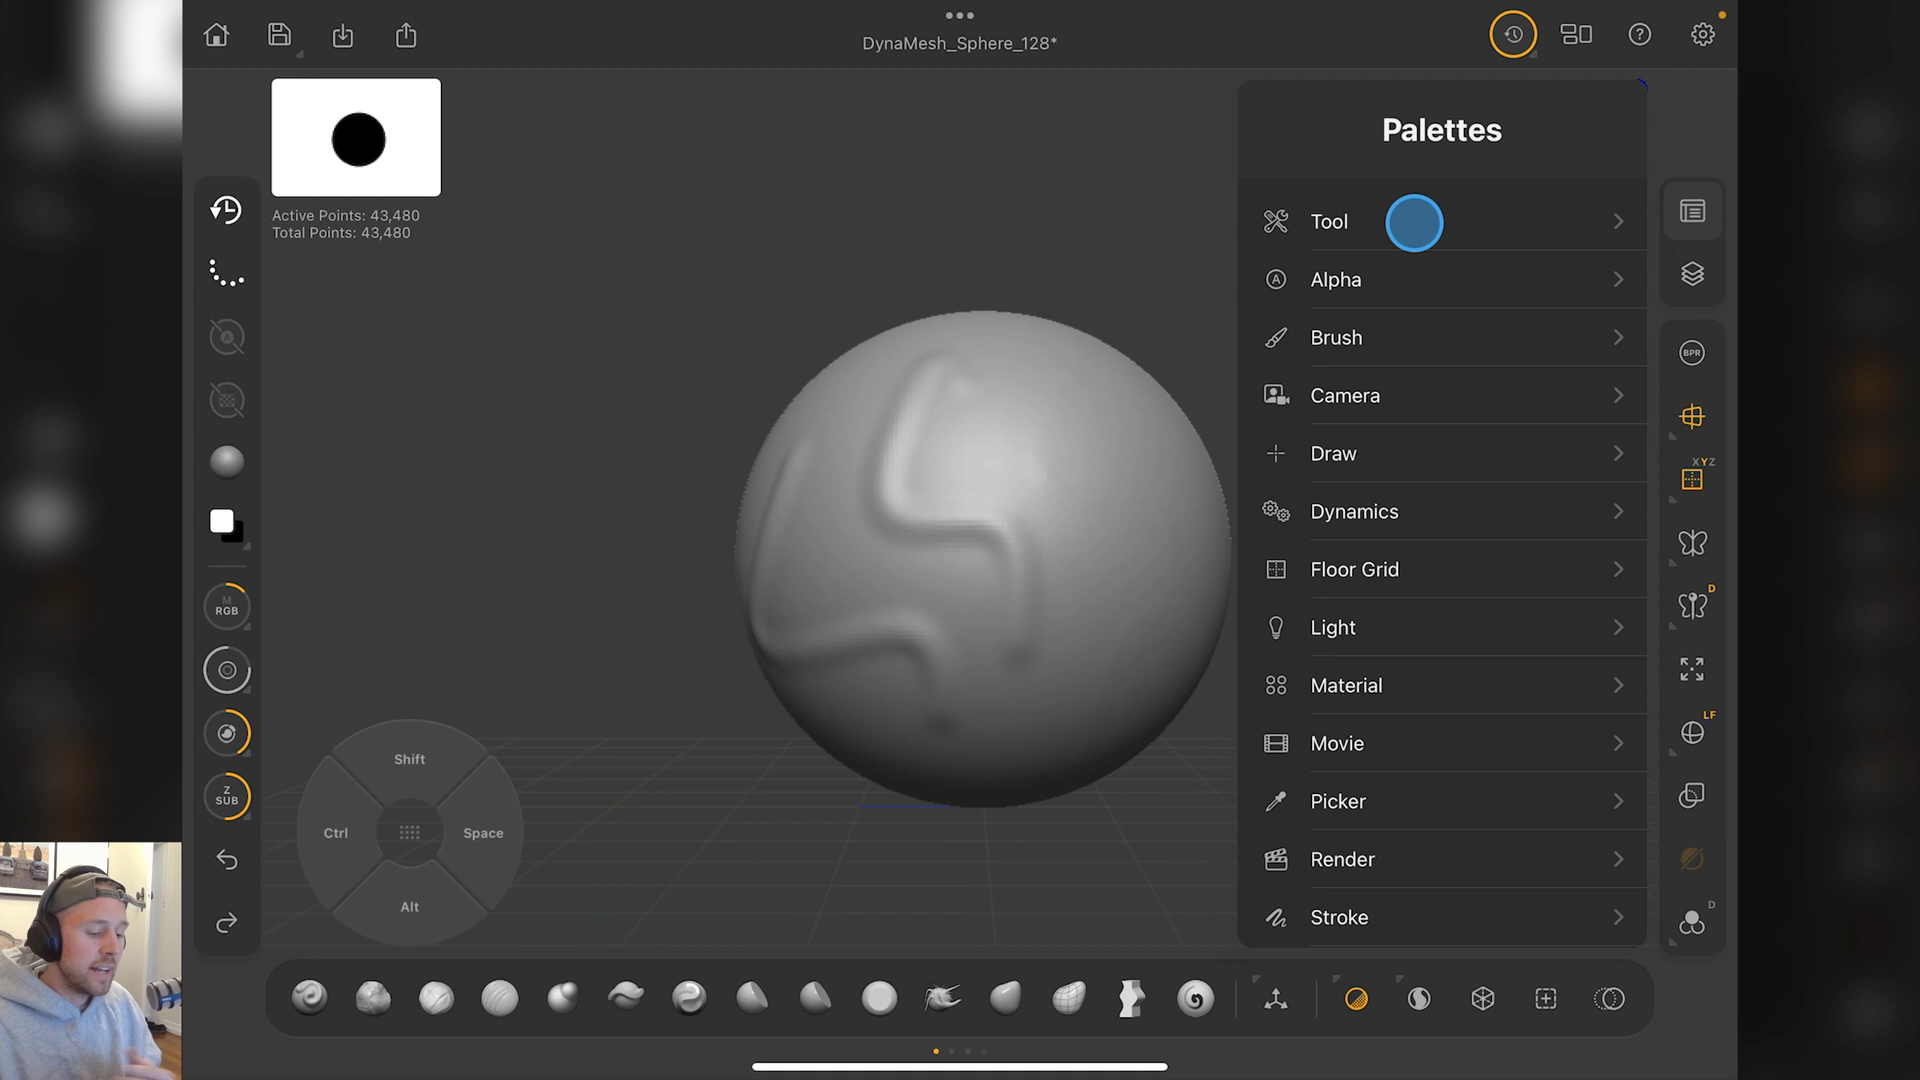 DynaMesh_Sphere_128*
Active Points: 43,480
Total Points: 43,480
Palettes
Tool
A
Alpha
Brush
Camera
Draw
Dynamics
Floor Grid
Light
Material
Movie
Picker
Render
Stroke
A
M
RGB
Z
SUB
Shift
Ctrl
Space
Alt
BPR
XYZ
D
LF
D